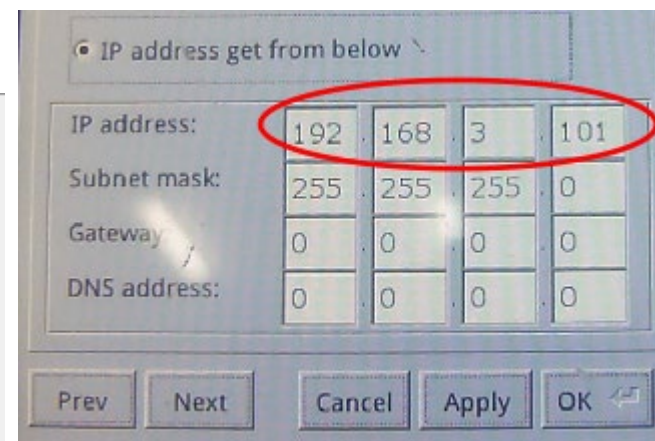 IP address get from below
IP address: 192 . 168 . 3 . 101
Subnet mask: 255 . 255 . 255 . 0
Gateway 0 . 0 . 0 . 0
DNS address: 0 . 0 . 0 . 0
Prev Next Cancel Apply OK